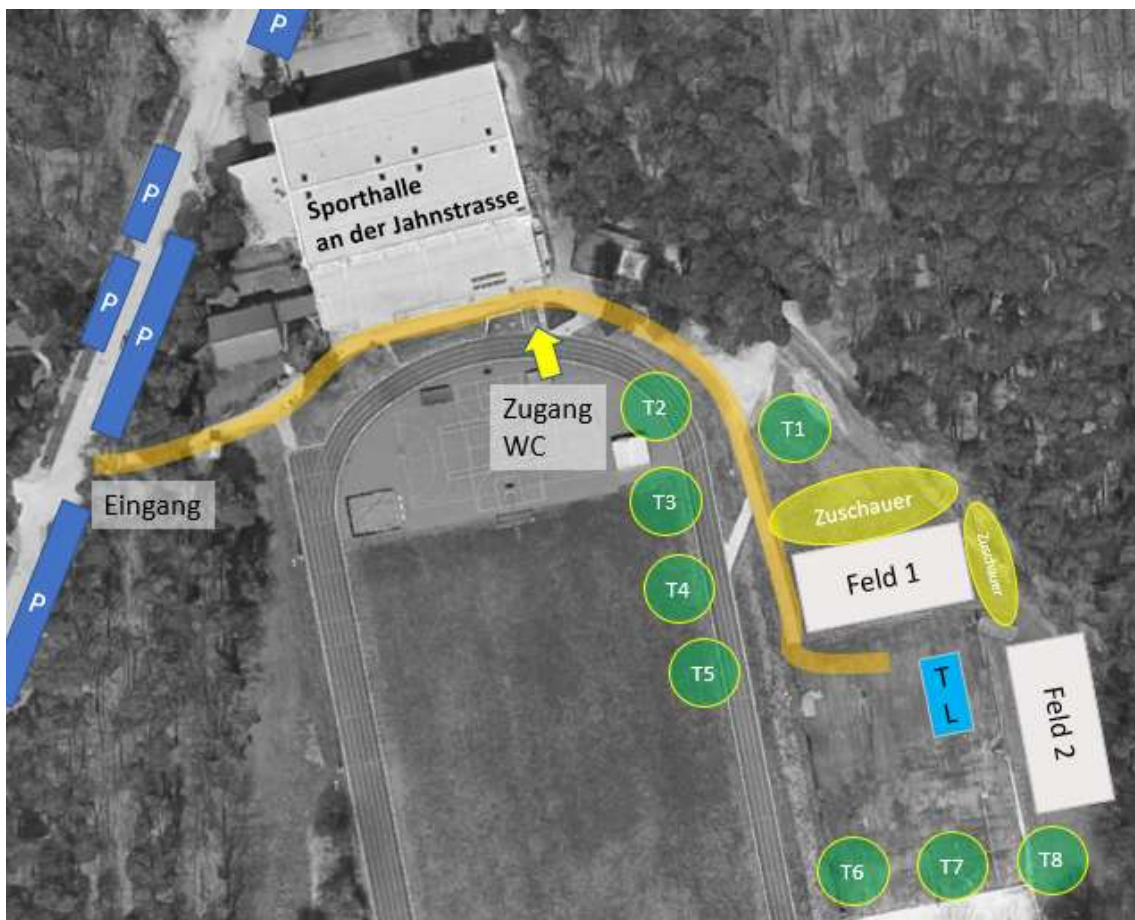 P
P
Sporthalle
an der Jahnstrasse
P
P
Zugang
WC
T2
T1
Eingang
T3
Zuschauer
Zuschauer
Feld 1
P
T4
T5
T
L
Feld 2
T6
T7
T8